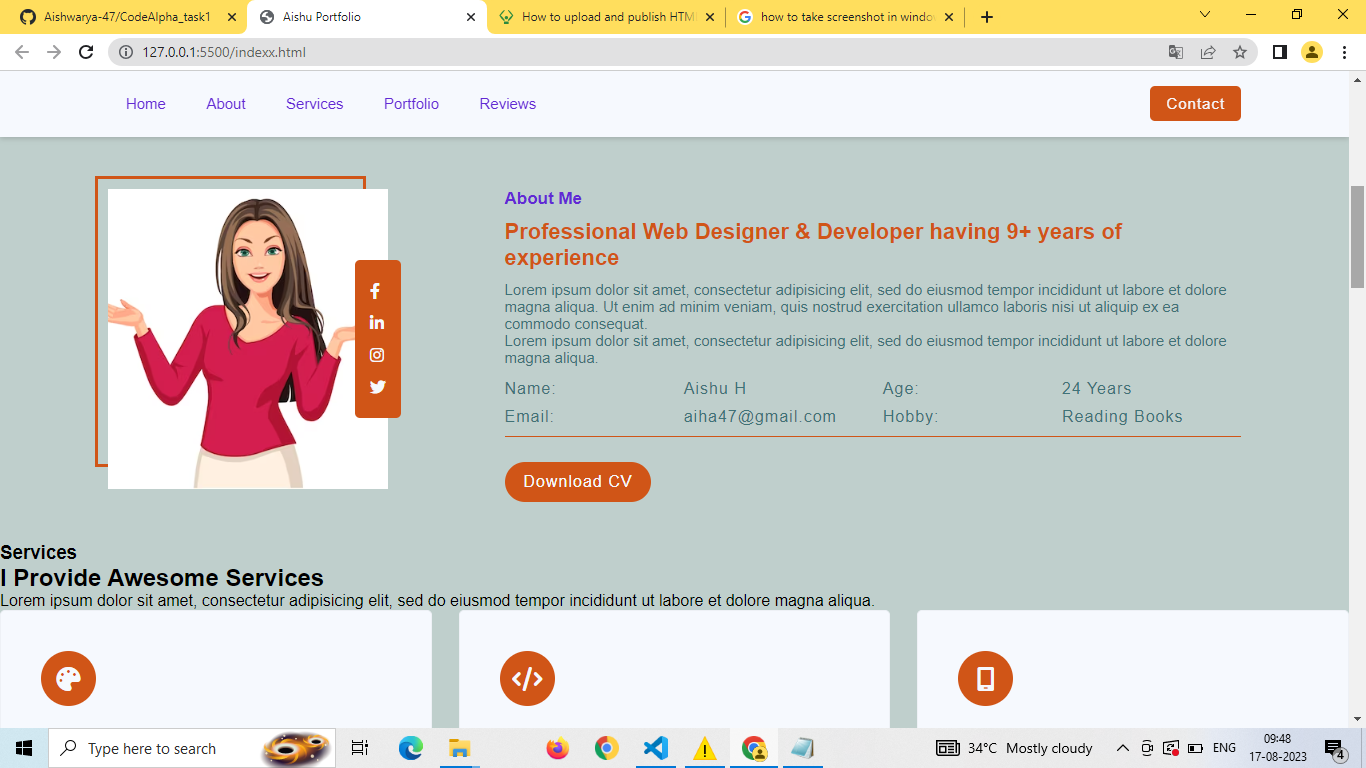 Aishwarya-47/CodeAlpha_task1
Aishu Portfolio
How to upload and publish HTM
how to take screenshot in windo
127.0.0.1:5500/indexx.html
Home About Services Portfolio Reviews Contact
About Me
Professional Web Designer & Developer having 9+ years of
experience
Lorem ipsum dolor sit amet, consectetur adipisicing elit, sed do eiusmod tempor incididunt ut labore et dolore
magna aliqua. Ut enim ad minim veniam, quis nostrud exercitation ullamco laboris nisi ut aliquip ex ea
commodo consequat.
Lorem ipsum dolor sit amet, consectetur adipisicing elit, sed do eiusmod tempor incididunt ut labore et dolore
magna aliqua.
Name: Aishu H Age: 24 Years
Email: aiha47@gmail.com Hobby: Reading Books
Download CV
Services
I Provide Awesome Services
Lorem ipsum dolor sit amet, consectetur adipisicing elit, sed do eiusmod tempor incididunt ut labore et dolore magna aliqua.
Type here to search
34°C Mostly cloudy
ENG
09:48
17-08-2023
4